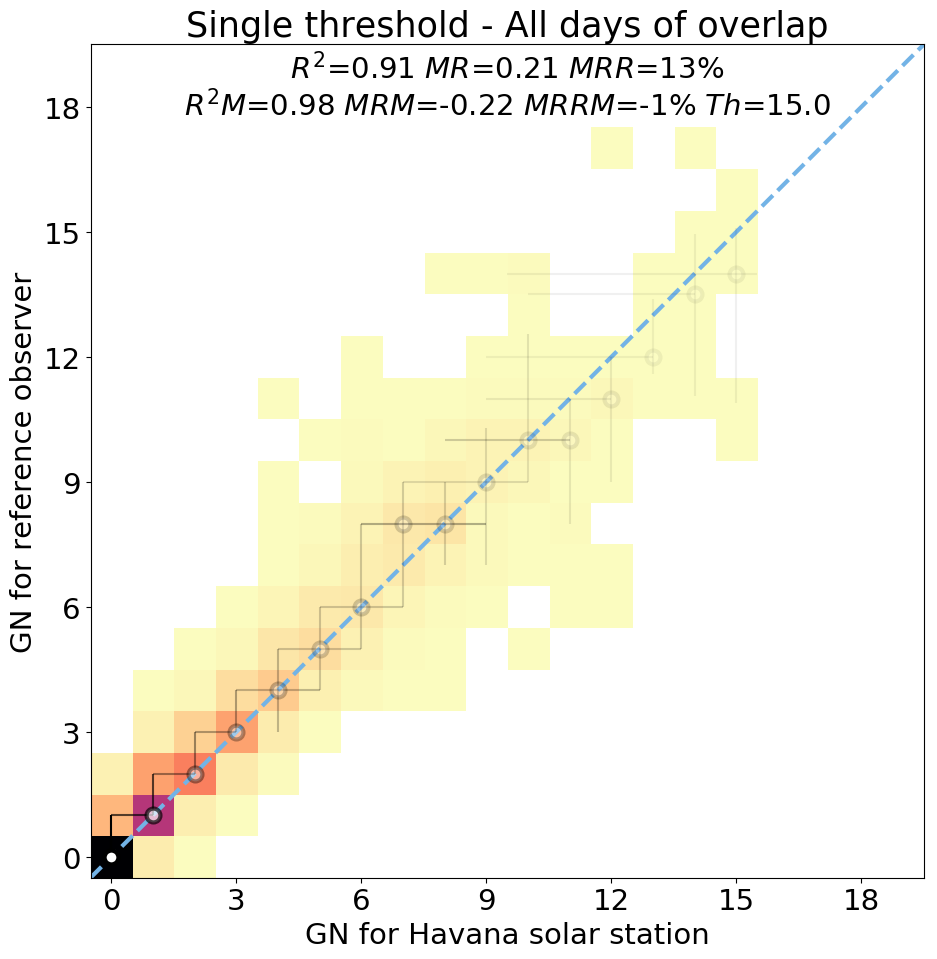 Single threshold - All days of overlap
R²=0.91 MR=0.21 MRR=13%
R²M=0.98 MRM=-0.22 MRRM=-1% Th=15.0
18
15
12
9
6
3
0
GN for reference observer
0 3 6 9 12 15 18
GN for Havana solar station